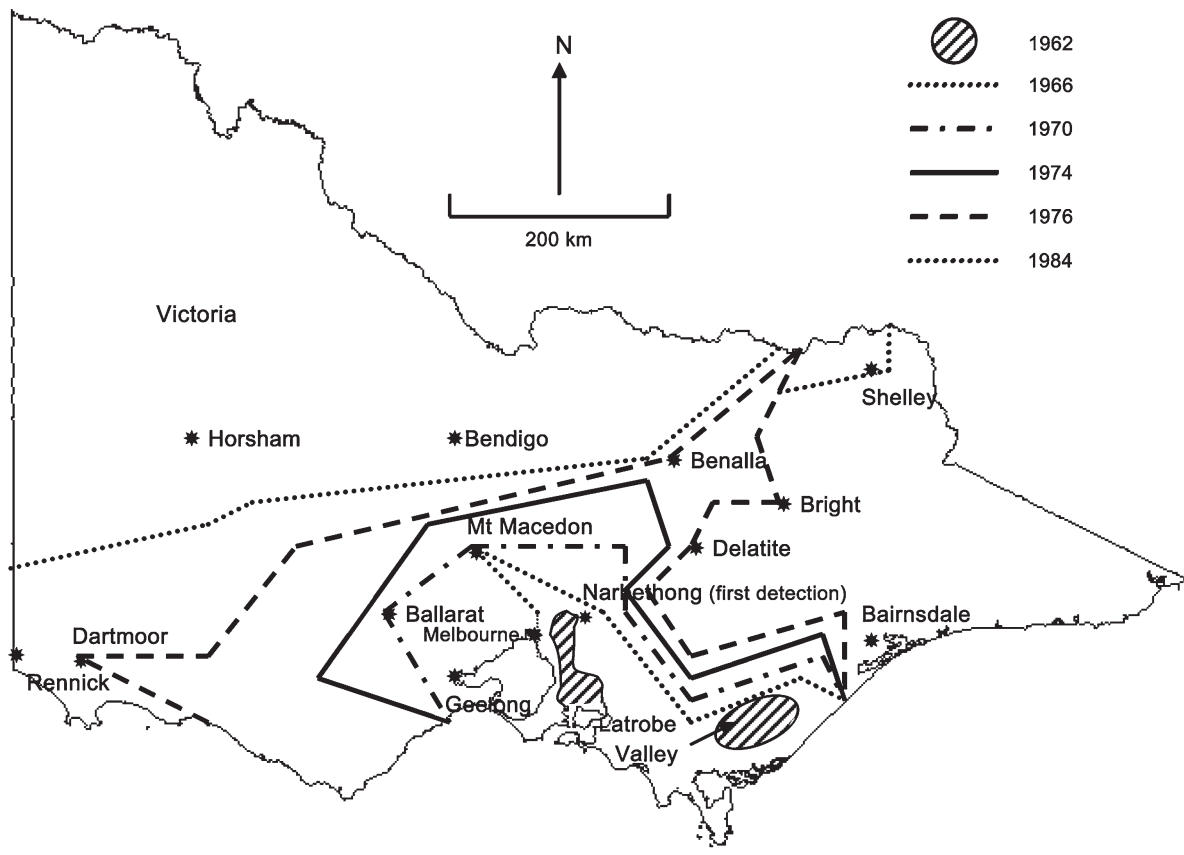 1962
N
1966
1970
1974
1976
200 km
1984
Victoria
Shelley
Horsham
Bendigo
Benalla
Bright
Mt Macedon
Delatite
Narbethong (first detection)
Ballarat
Bairnsdale
Melbourne
Dartmoor
Rennick
Geelong
Latrobe
Valley